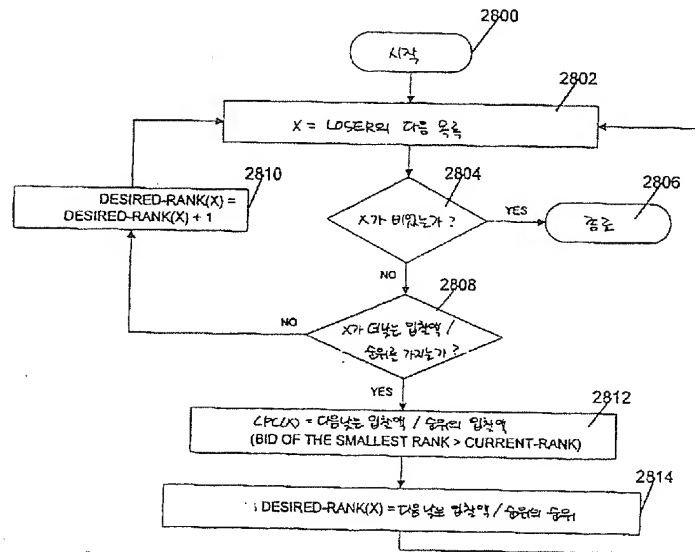 2800
시작
2802
X = LOSER의 다음 목록
2804
X가 비었는가?
YES
2806
종료
2810
DESIRED-RANK(X) =
DESIRED-RANK(X) + 1
NO
2808
X가 더낮은 입찰액 /
순위를 가지는가?
NO
YES
2812
CPC(X) = 다음낮은 입찰액 / 순위의 입찰액
(BID OF THE SMALLEST RANK > CURRENT-RANK)
2814
DESIRED-RANK(X) = 다음 낮은 입찰액 / 순위의 순위